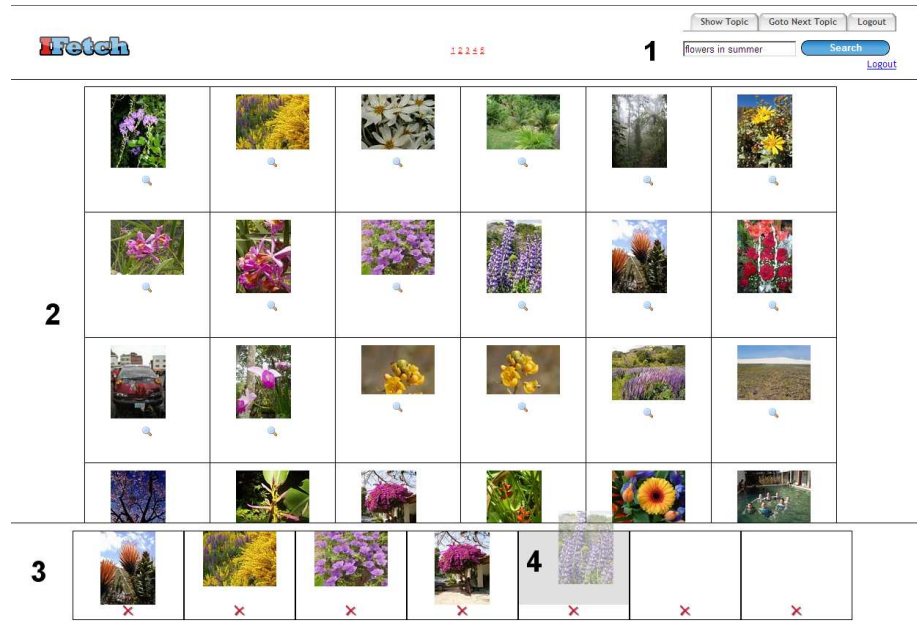 Show Topic Goto Next Topic Logout
IFetch
1 2 3 4 5
1
flowers in summer Search
Logout
2
3
4